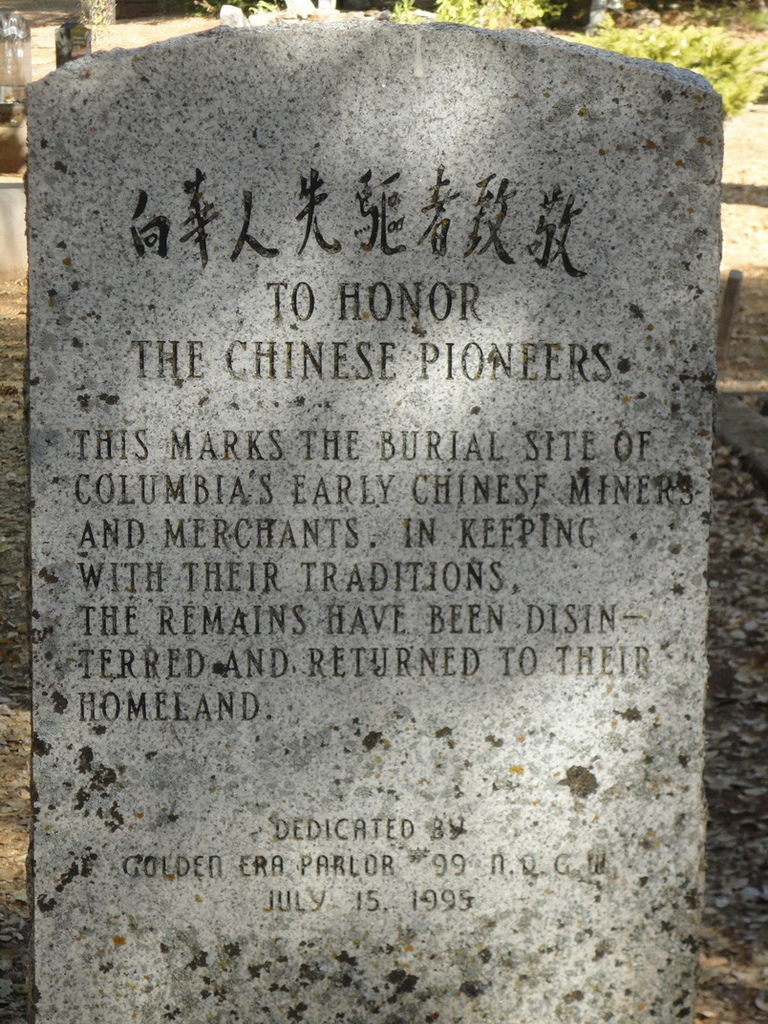 向華人先驅者致敬
TO HONOR
THE CHINESE PIONEERS
THIS MARKS THE BURIAL SITE OF
COLUMBIA'S EARLY CHINESE MINERS
AND MERCHANTS. IN KEEPING
WITH THEIR TRADITIONS,
THE REMAINS HAVE BEEN DISIN-
TERRED AND RETURNED TO THEIR
HOMELAND.
DEDICATED BY
GOLDEN ERA PARLOR #99 N.D.G.W.
JULY 15, 1995